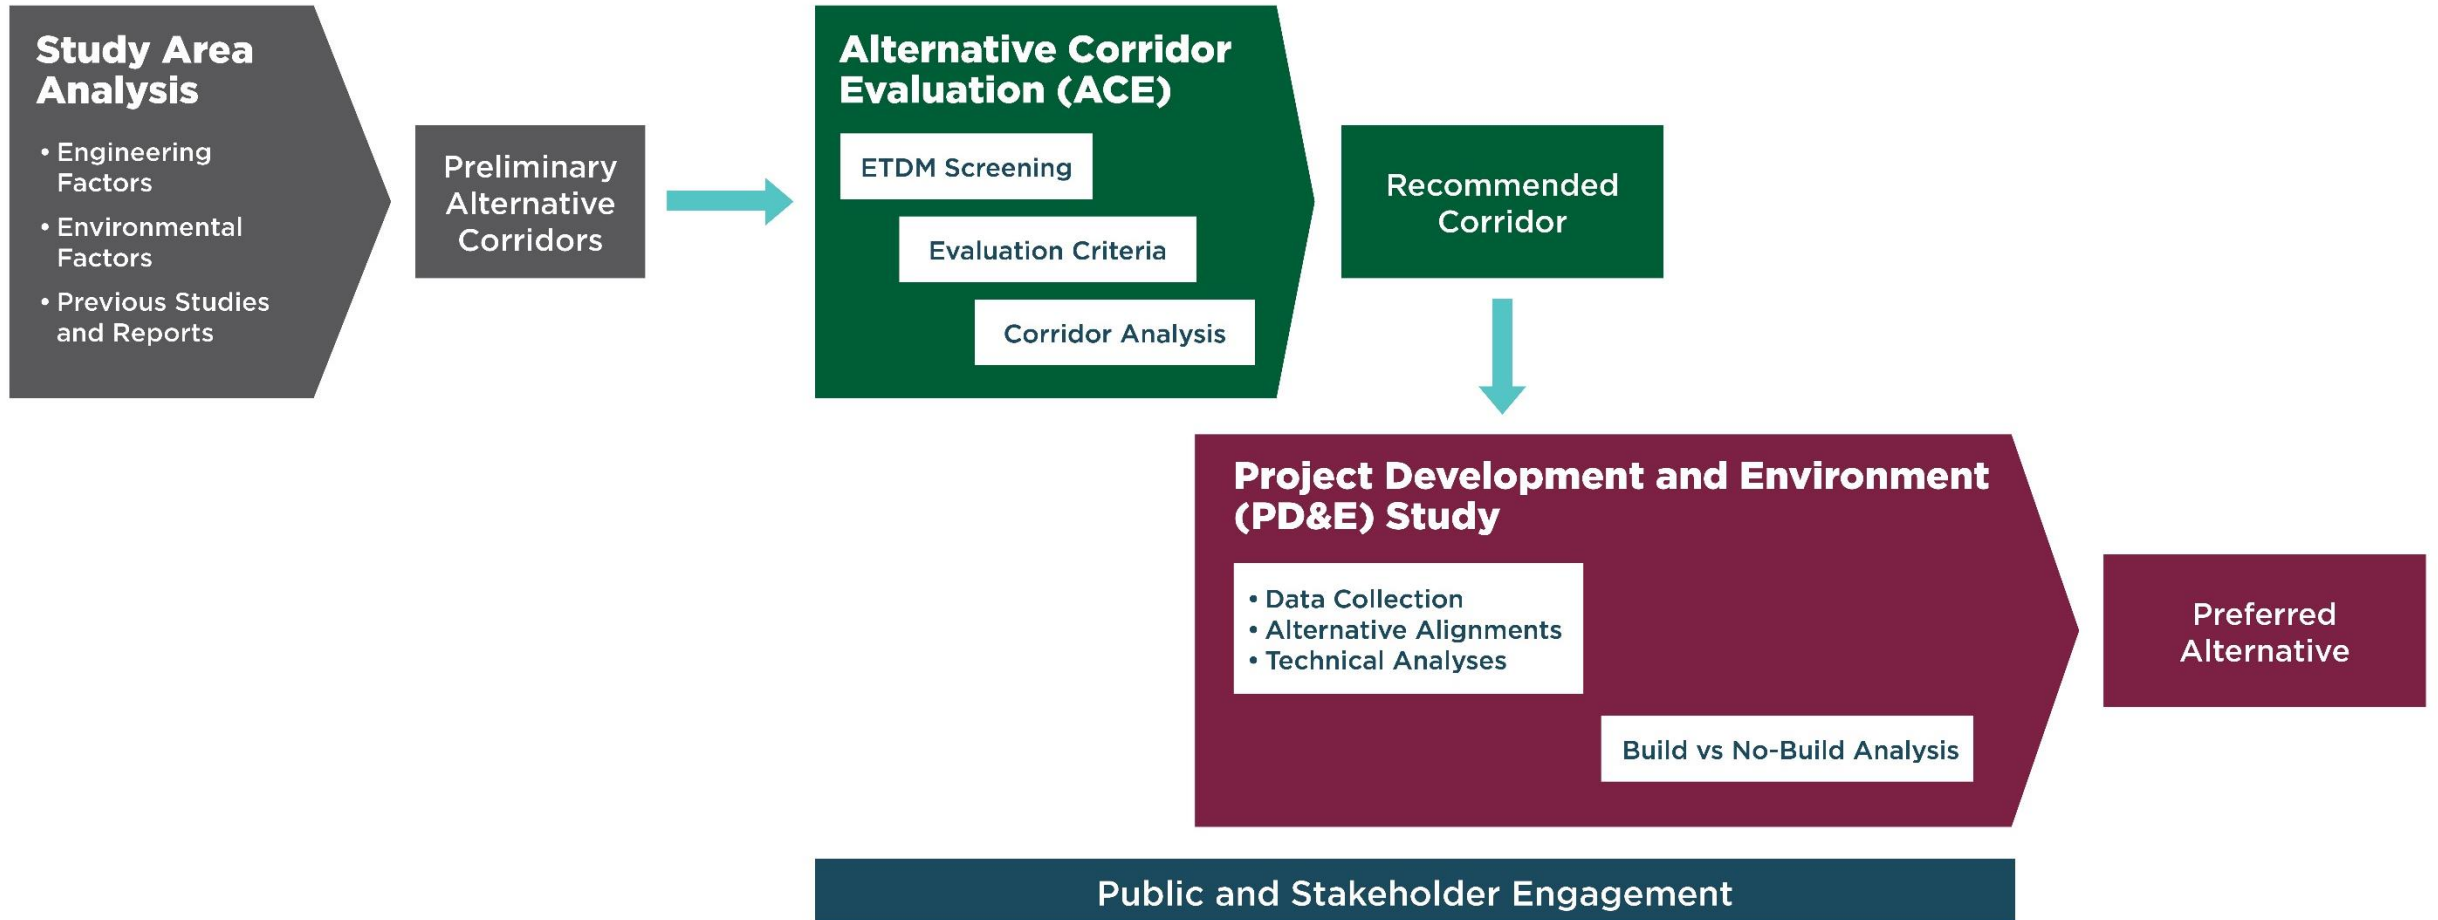 Study Area
Analysis
• Engineering
Factors
• Environmental
Factors
• Previous Studies
and Reports
Preliminary
Alternative
Corridors
Alternative Corridor
Evaluation (ACE)
ETDM Screening
Evaluation Criteria
Corridor Analysis
Recommended
Corridor
Project Development and Environment
(PD&E) Study
• Data Collection
• Alternative Alignments
• Technical Analyses
Build vs No-Build Analysis
Preferred
Alternative
Public and Stakeholder Engagement